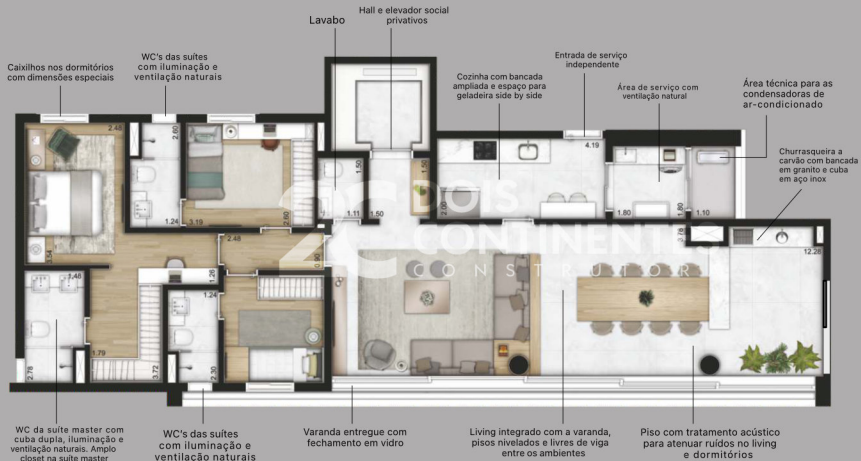 Hall e elevador social
privativos
Lavabo
Caixilhos nos dormitórios
com dimensões especiais
WC's das suítes
com iluminação e
ventilação naturais
Cozinha com bancada
ampliada e espaço para
geladeira side by side
Entrada de serviço
independente
Área de serviço com
ventilação natural
Área técnica para as
condensadoras de
ar-condicionado
Churrasqueira a
carvão com bancada
em granito e cuba
em aço inox
2.48
2.60
1.24
3.19
2.60
1.50
1.11
1.50
1.50
2.00
4.19
1.80
1.80
1.10
3.78
12.28
2.48
0.90
3.54
1.48
1.26
1.24
1.79
3.72
2.78
2.30
2C DOIS
CONTINENTES
CONSTRUTORA
WC da suíte master com
cuba dupla, iluminação e
ventilação naturais. Amplo
closet na suíte master
WC's das suítes
com iluminação e
ventilação naturais
Varanda entregue com
fechamento em vidro
Living integrado com a varanda,
pisos nivelados e livres de viga
entre os ambientes
Piso com tratamento acústico
para atenuar ruídos no living
e dormitórios